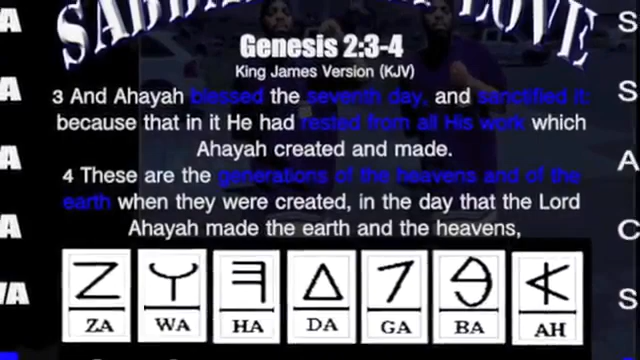 Genesis 2:3-4
King James Version (KJV)
3 And Ahayah blessed the seventh day, and sanctified it:
because that in it He had rested from all His work which
Ahayah created and made.
4 These are the generations of the heavens and of the
earth when they were created, in the day that the Lord
Ahayah made the earth and the heavens,
ZA WA HA DA GA BA AH